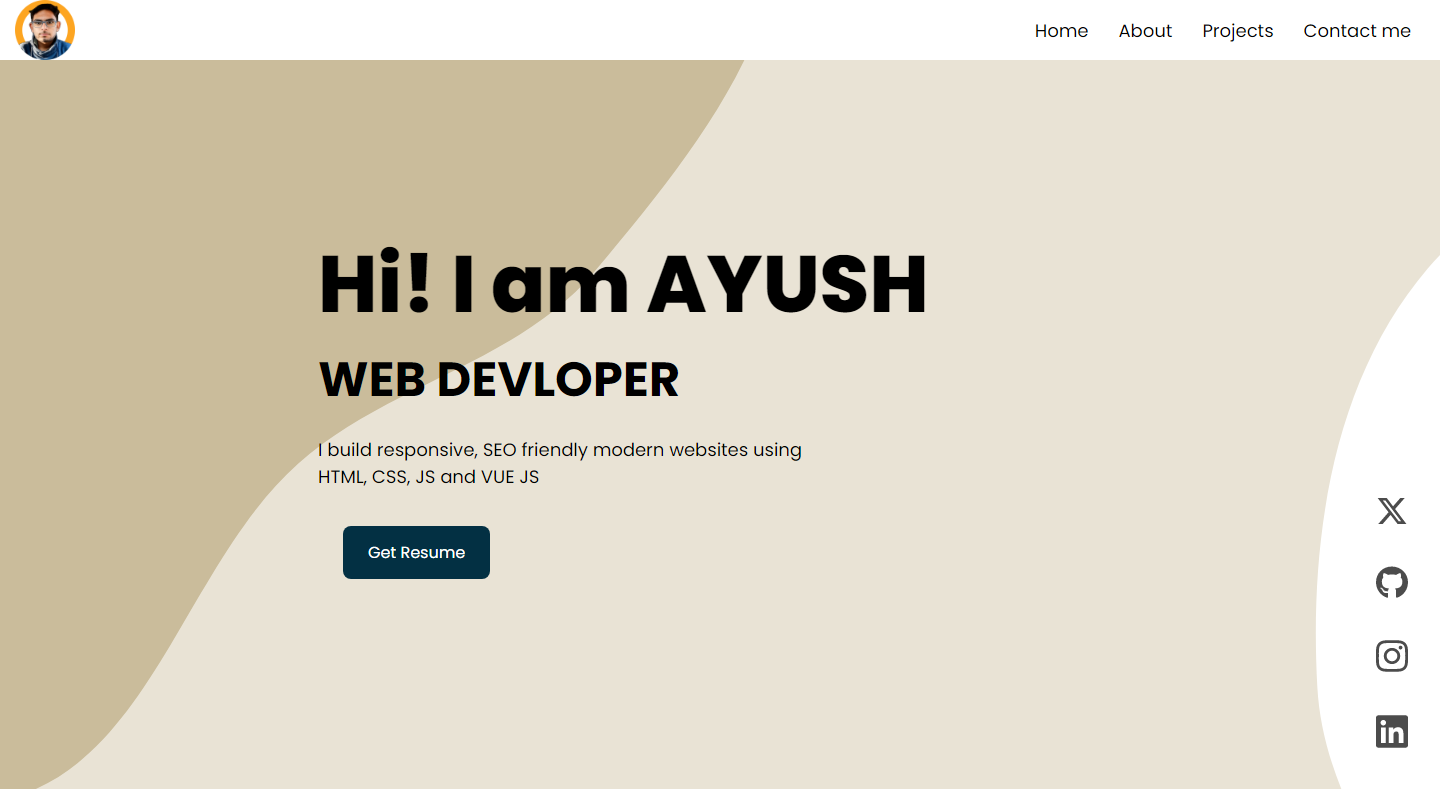 Home About Projects Contact me
Hi! I am AYUSH
WEB DEVLOPER
I build responsive, SEO friendly modern websites using
HTML, CSS, JS and VUE JS
Get Resume